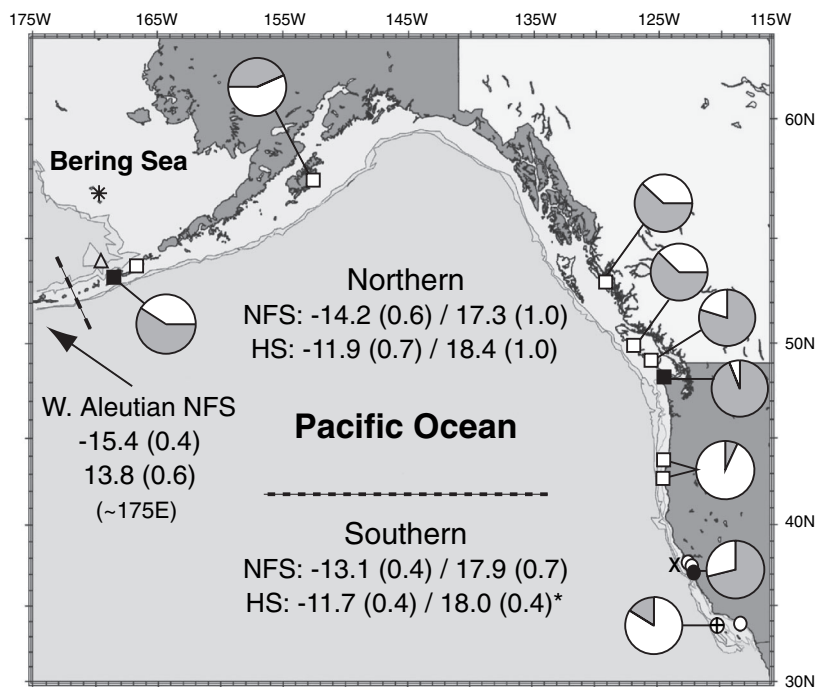 175W 165W 155W 145W 135W 125W 115W
60N
Bering Sea
Northern
NFS: -14.2 (0.6) / 17.3 (1.0)
HS: -11.9 (0.7) / 18.4 (1.0)
50N
W. Aleutian NFS
-15.4 (0.4)
13.8 (0.6)
(~175E)
Pacific Ocean
40N
Southern
NFS: -13.1 (0.4) / 17.9 (0.7)
HS: -11.7 (0.4) / 18.0 (0.4)*
X
30N